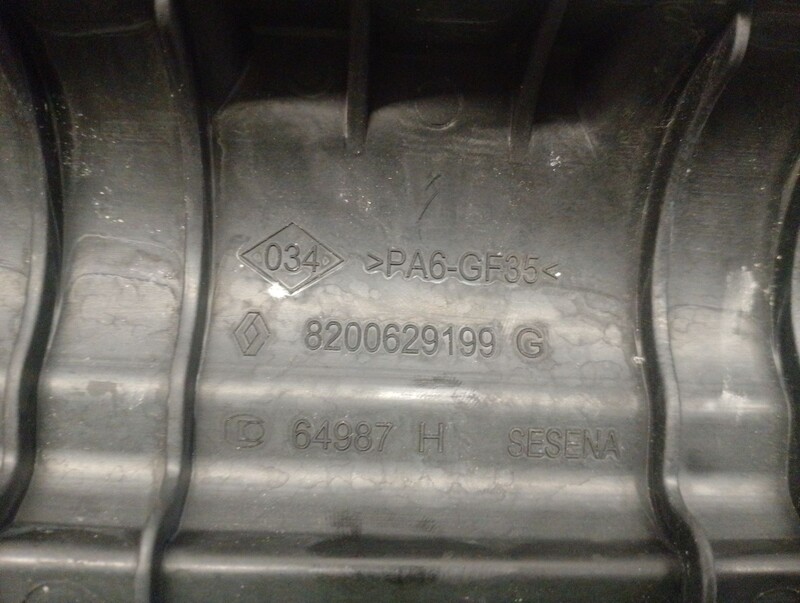 034 >PA6-GF35<
8200629199 G
64987 H SESENA